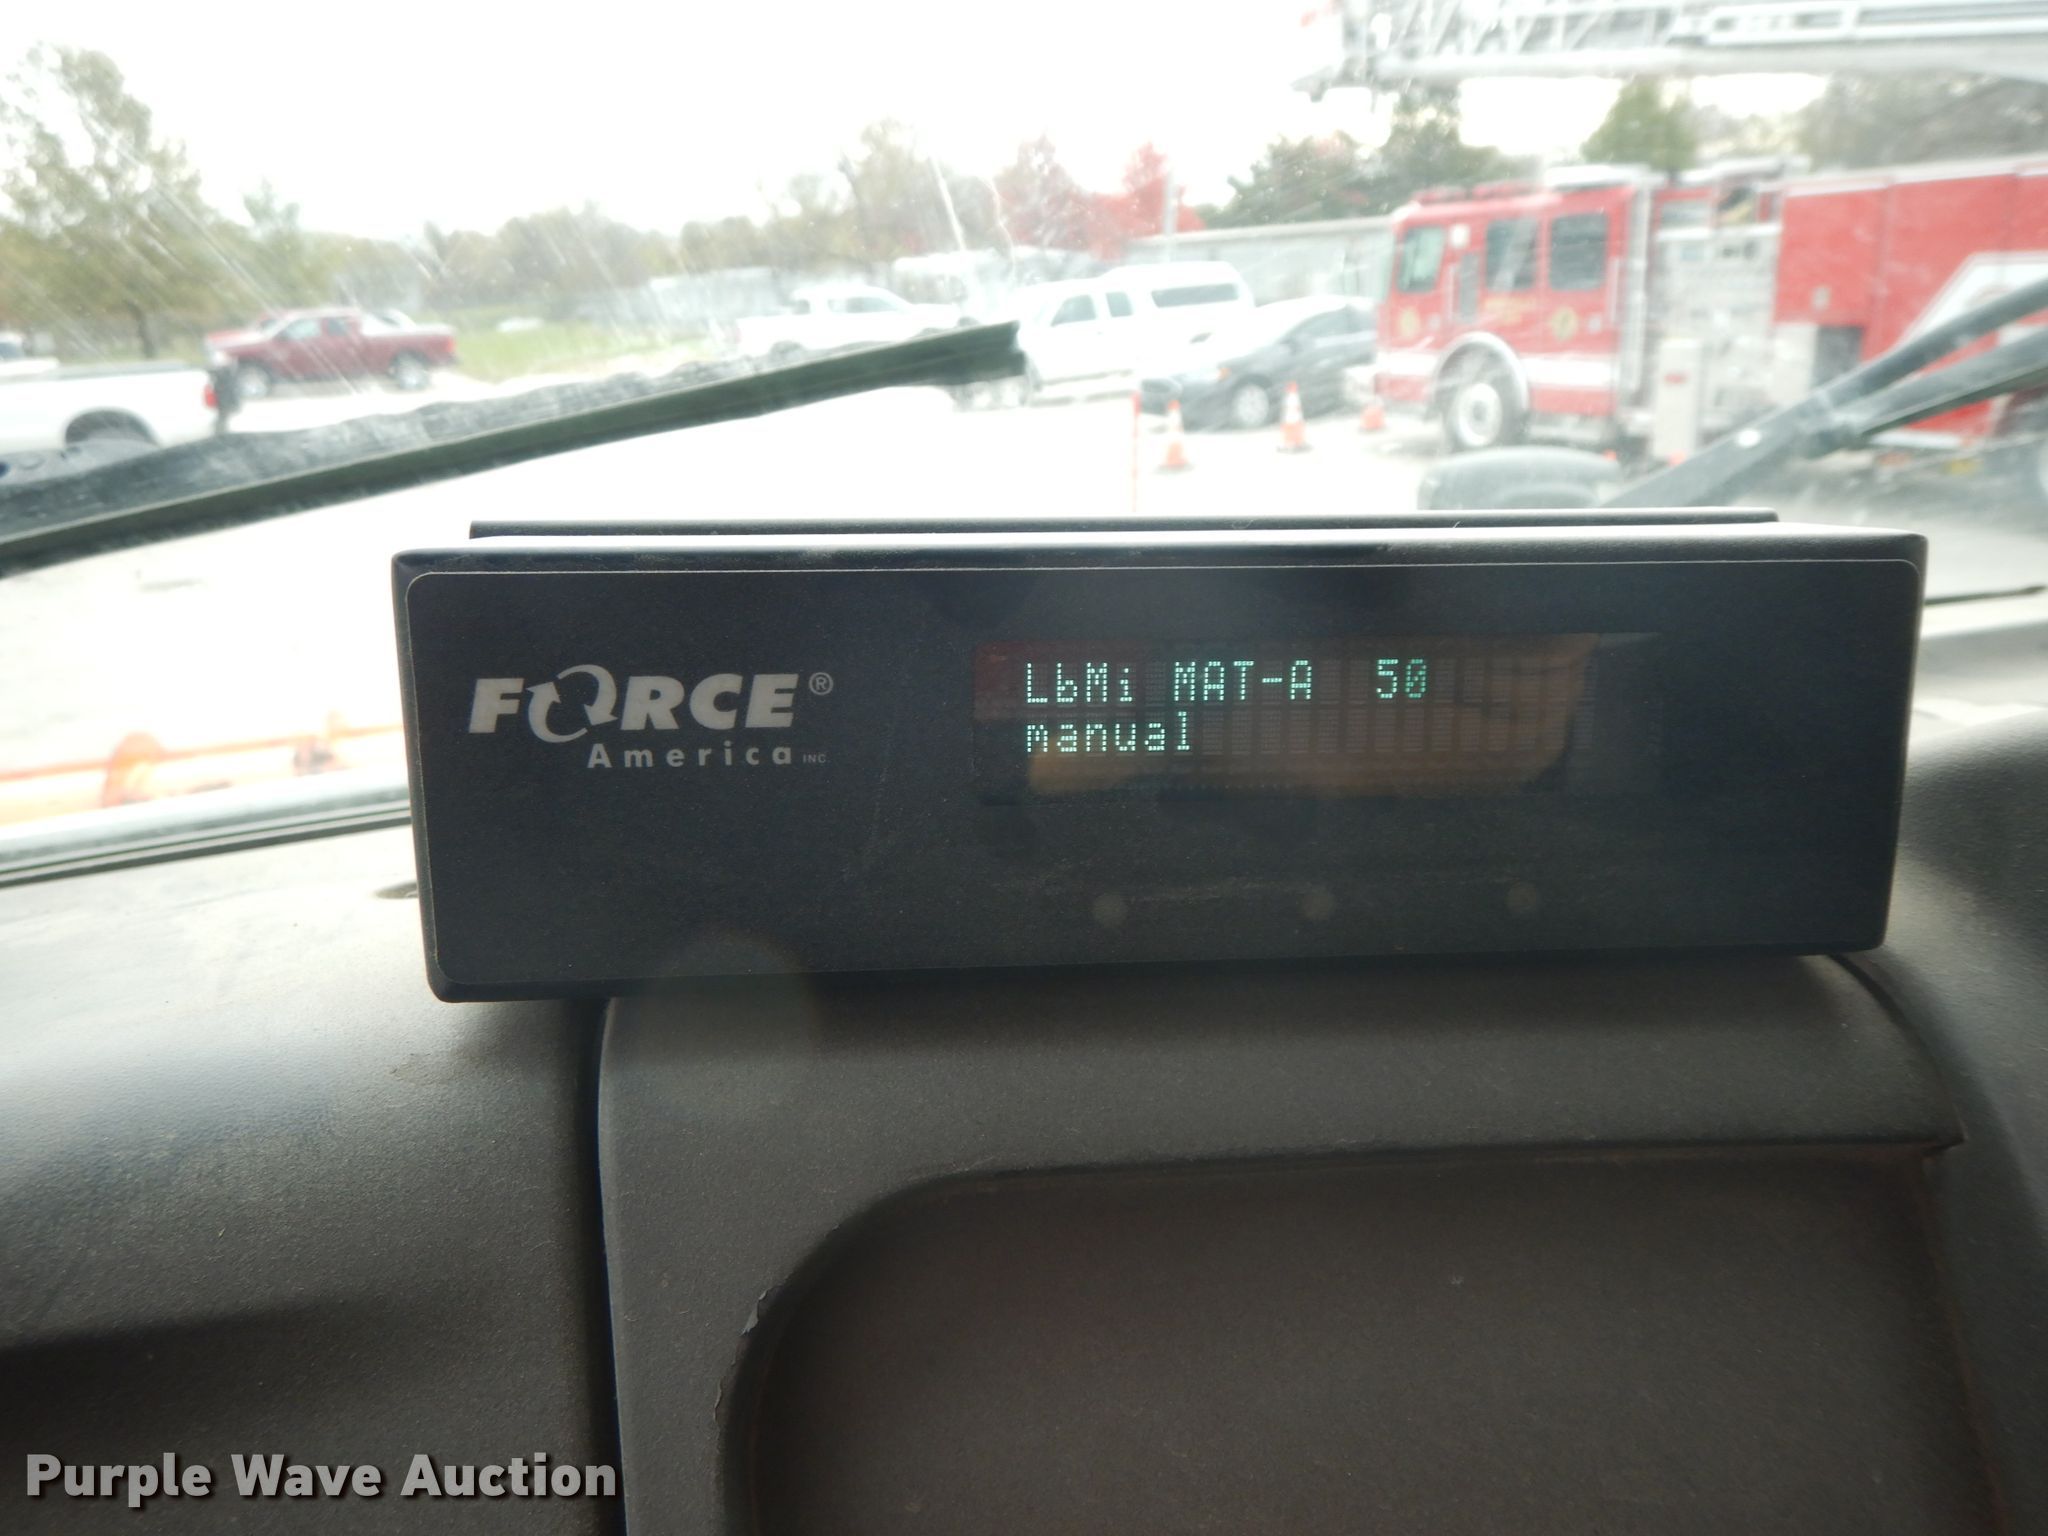 FORCE®
America INC.
LbMi MAT-A 50
manual
Purple Wave Auction